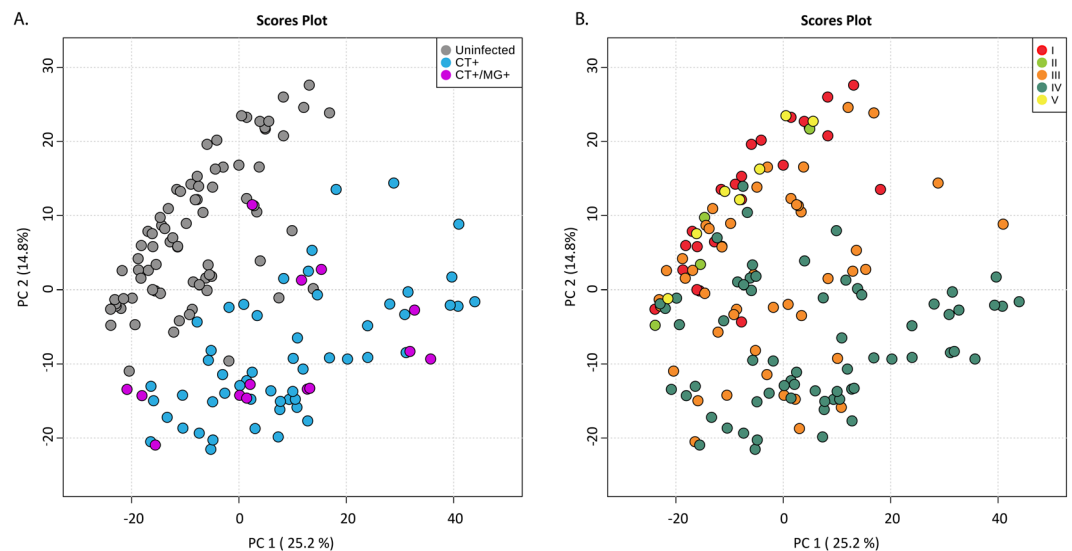 A.
Scores Plot
Uninfected
CT+
CT+/MG+
30
20
10
0
-10
-20
PC 2 (14.8%)
-20
0
20
40
PC 1 ( 25.2 %)
B.
Scores Plot
I
II
III
IV
V
30
20
10
0
-10
-20
PC 2 (14.8%)
-20
0
20
40
PC 1 ( 25.2 %)